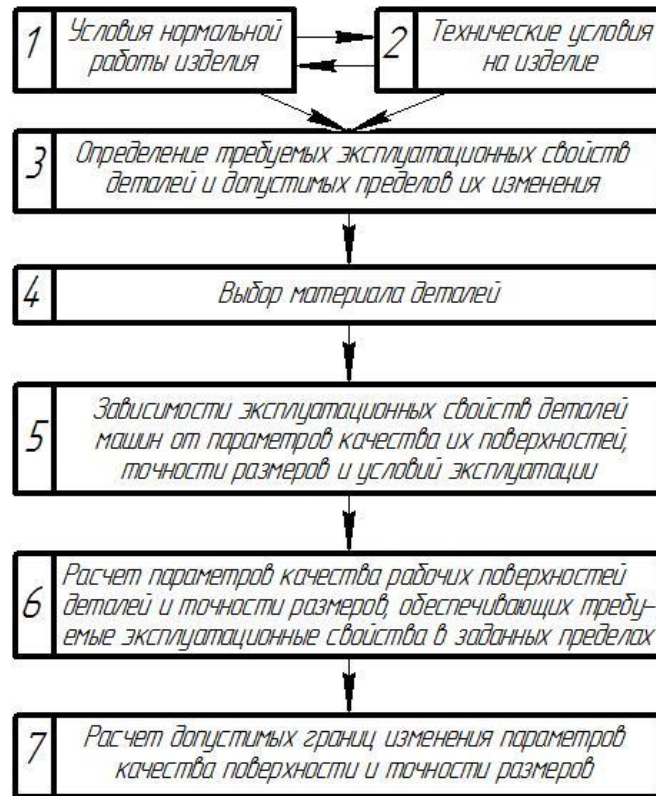 1
Условия нормальной
работы изделия
2
Технические условия
на изделие
3
Определение требуемых эксплуатационных свойств
деталей и допустимых пределов их изменения
4
Выбор материала деталей
5
Зависимости эксплуатационных свойств деталей
машин от параметров качества их поверхностей,
точности размеров и условий эксплуатации
6
Расчет параметров качества рабочих поверхностей
деталей и точности размеров, обеспечивающих требу-
емые эксплуатационные свойства в заданных пределах
7
Расчет допустимых границ изменения параметров
качества поверхности и точности размеров